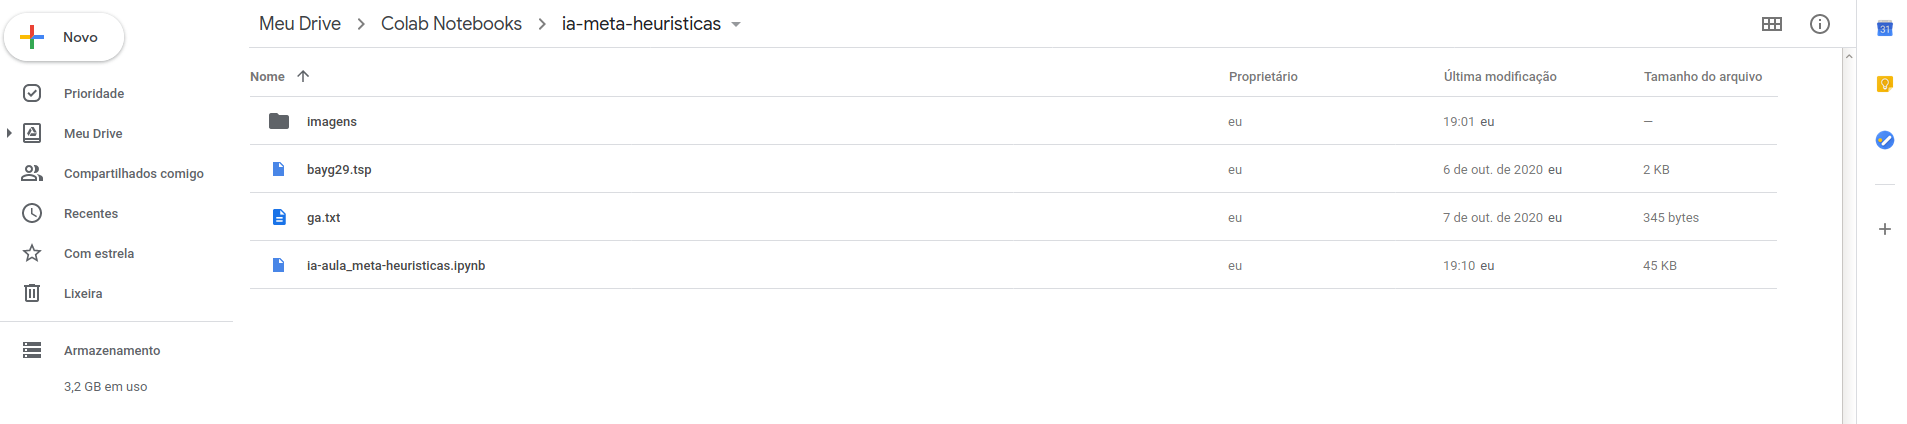 Meu Drive > Colab Notebooks > ia-meta-heuristicas
Novo
Prioridade
Meu Drive
Compartilhados comigo
Recentes
Com estrela
Lixeira
Armazenamento
3,2 GB em uso
Nome Proprietário Última modificação Tamanho do arquivo
imagens eu 19:01 eu —
bayg29.tsp eu 6 de out. de 2020 eu 2 KB
ga.txt eu 7 de out. de 2020 eu 345 bytes
ia-aula_meta-heuristicas.ipynb eu 19:10 eu 45 KB
31